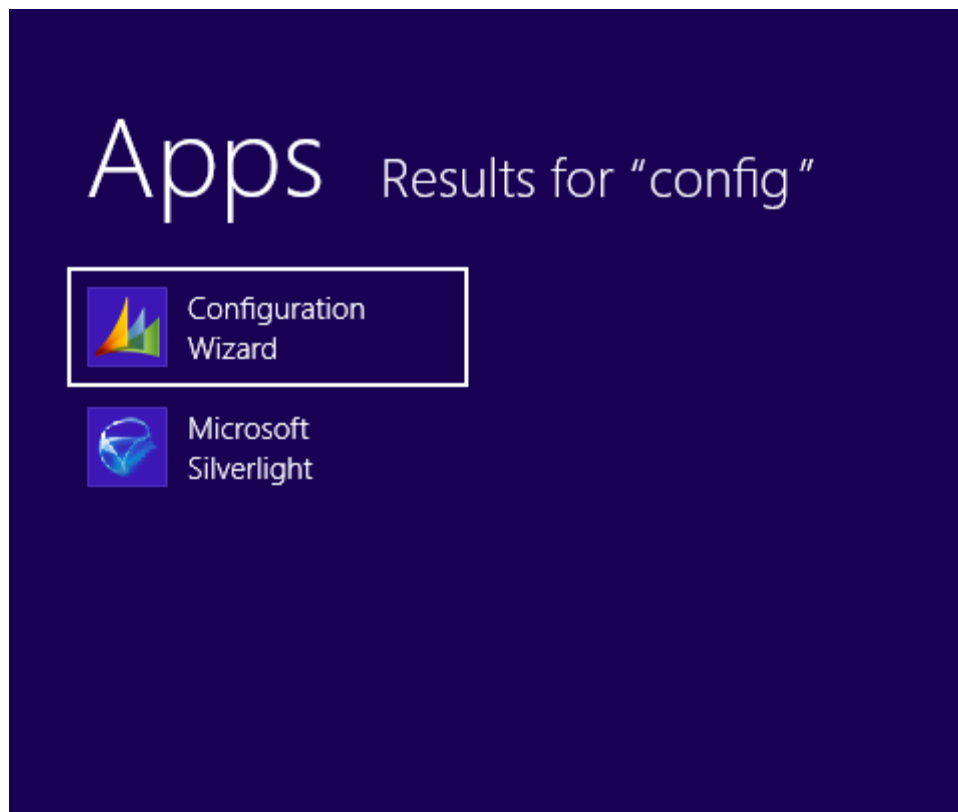 Apps Results for “config”
Configuration
Wizard
Microsoft
Silverlight